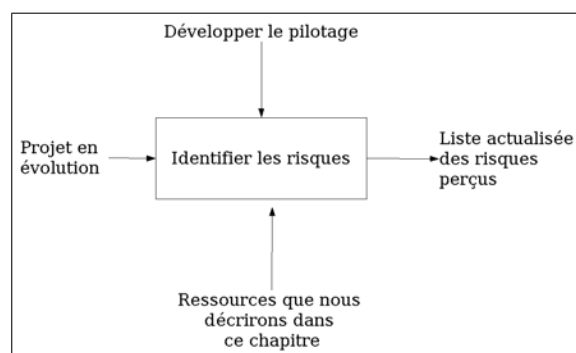 Développer le pilotage
Projet en
évolution
Identifier les risques
Liste actualisée
des risques
perçus
Ressources que nous
décrirons dans
ce chapitre